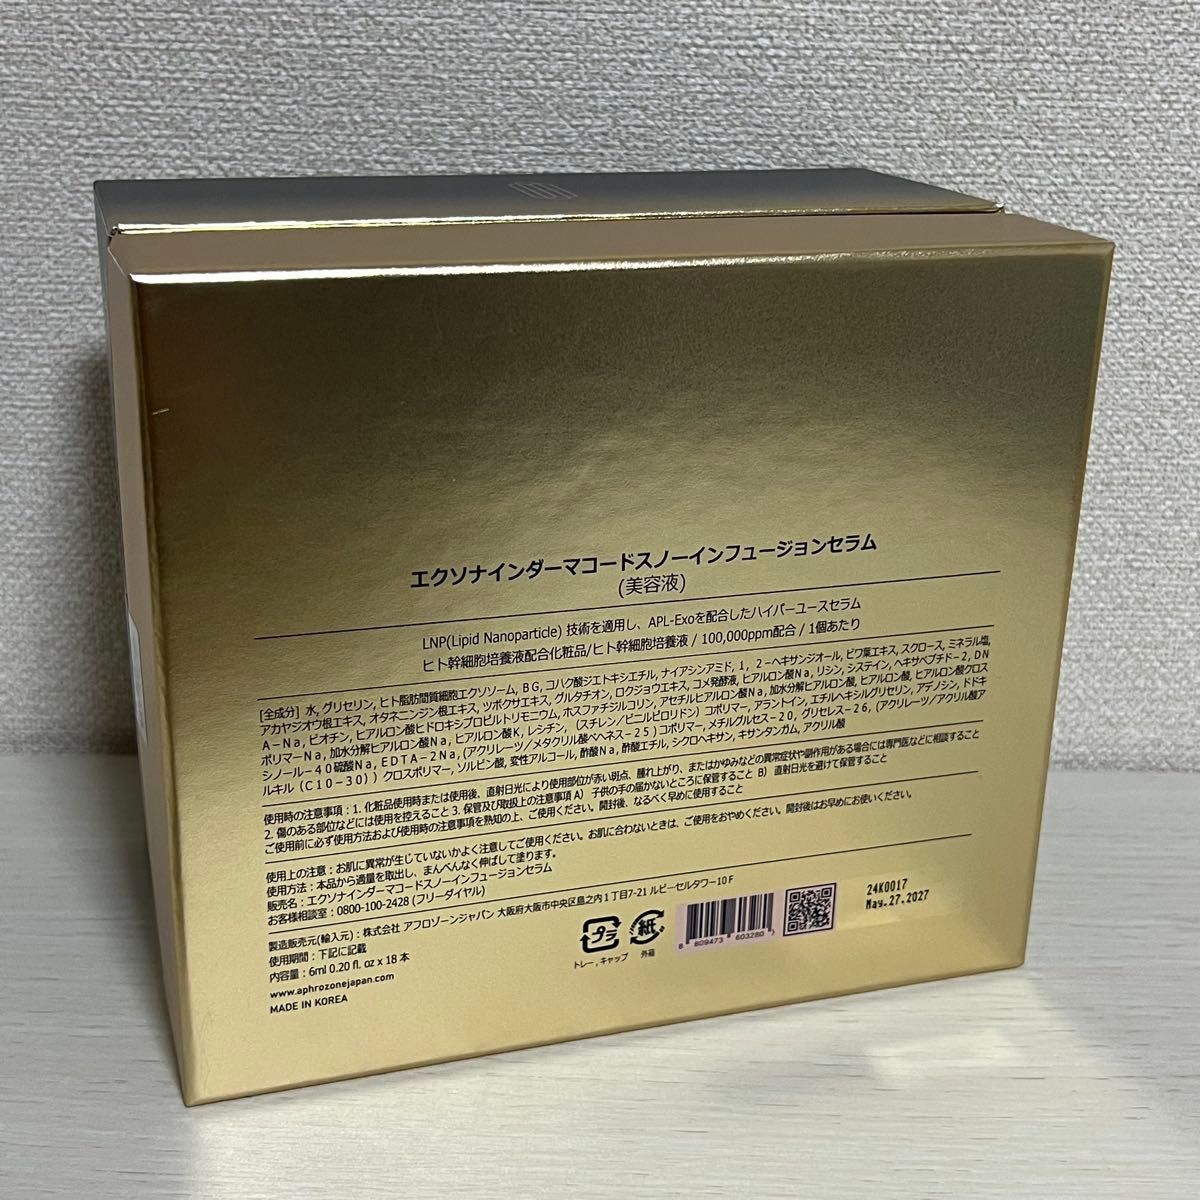 エクソナインダーマコードスノーインフュージョンセラム
(美容液)
LNP(Lipid Nanoparticle) 技術を適用し、APL-Exoを配合したハイパーユースセラム
ヒト幹細胞培養液配合化粧品/ヒト幹細胞培養液 / 100,000ppm配合 / 1個あたり
[全成分] 水, グリセリン, ヒト脂肪間質細胞エクソソーム, BG, コハク酸ジエトキシエチル, ナイアシンアミド, 1, 2-ヘキサンジオール, ビワ葉エキス, スクロース, ミネラル塩,
アカヤジオウ根エキス, オタネニンジン根エキス, ツボクサエキス, グルタチオン, ロクジョウエキス, コメ発酵液, ヒアルロン酸Na, リシン, システイン, ヘキサペプチド-2, DN
A-Na, ビオチン, ヒアルロン酸ヒドロキシプロピルトリモニウム, ホスファチジルコリン, アセチルヒアルロン酸Na, 加水分解ヒアルロン酸, ヒアルロン酸, ヒアルロン酸クロス
ポリマーNa, 加水分解ヒアルロン酸Na, ヒアルロン酸K, レシチン, (スチレン/ビニルピロリドン) コポリマー, アラントイン, エチルヘキシルグリセリン, アデノシン, ドドキ
シノール-40硫酸Na, EDTA-2Na, (アクリレーツ/メタクリル酸ベヘネス-25) コポリマー, メチルグルセス-20, グリセレス-26, (アクリレーツ/アクリル酸ア
ルキル (C10-30)) クロスポリマー, ソルビン酸, 変性アルコール, 酢酸Na, 酢酸エチル, シクロヘキサン, キサンタンガム, アクリル酸
使用時の注意事項 : 1. 化粧品使用時または使用後、直射日光により使用部位が赤い斑点、腫れ上がり、またはかゆみなどの異常症状や副作用がある場合には専門医などに相談すること
2. 傷のある部位などには使用を控えること 3. 保管及び取扱上の注意事項 A) 子供の手の届かないところに保管すること B) 直射日光を避けて保管すること
ご使用前に必ず使用方法および使用時の注意事項を熟知の上、ご使用ください。開封後、なるべく早めに使用すること
使用上の注意 : お肌に異常が生じていないかよく注意してご使用ください。お肌に合わないときは、ご使用をおやめください。開封後はお早めにお使いください。
使用方法 : 本品から適量を取出し、まんべんなく伸ばして塗ります。
販売名 : エクソナインダーマコードスノーインフュージョンセラム
お客様相談室 : 0800-100-2428 (フリーダイヤル)
製造販売元(輸入元) : 株式会社 アフロゾーンジャパン 大阪府大阪市中央区島之内1丁目7-21 ルビーセルタワー10F
使用期間 : 下記に記載
内容量 : 6ml 0.20 fl. oz x 18 本
www.aphrozonejapan.com
MADE IN KOREA
プラ
トレー, キャップ
紙
外箱
8 809473 603280
24K0017
May.27.2027